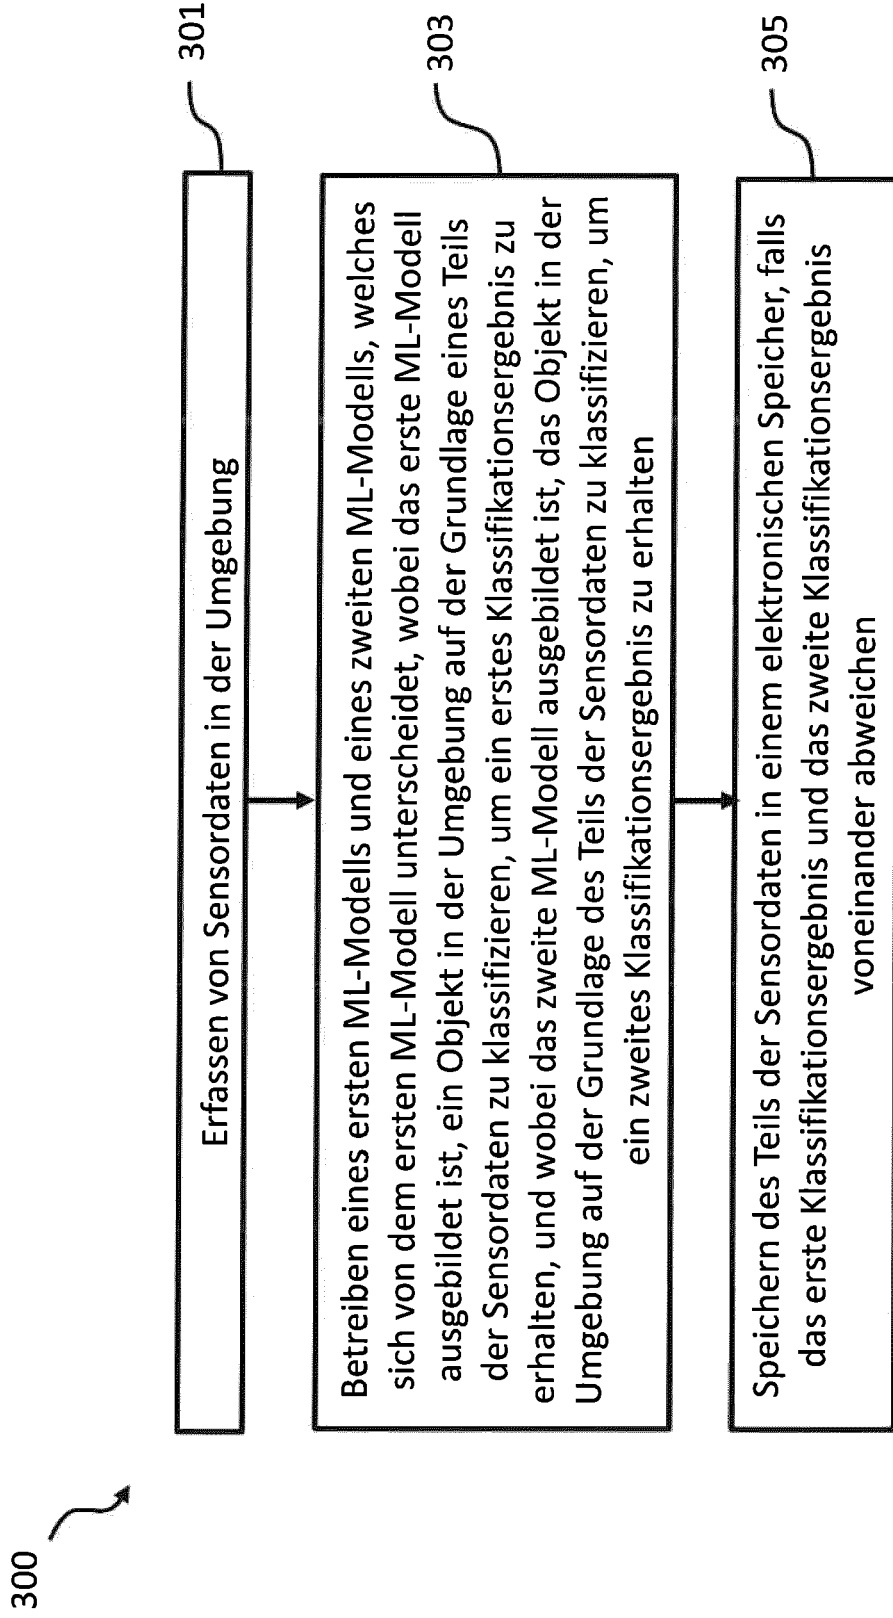 300
301
Erfassen von Sensordaten in der Umgebung
303
Betreiben eines ersten ML-Modells und eines zweiten ML-Modells, welches
sich von dem ersten ML-Modell unterscheidet, wobei das erste ML-Modell
ausgebildet ist, ein Objekt in der Umgebung auf der Grundlage eines Teils
der Sensordaten zu klassifizieren, um ein erstes Klassifikationsergebnis zu
erhalten, und wobei das zweite ML-Modell ausgebildet ist, das Objekt in der
Umgebung auf der Grundlage des Teils der Sensordaten zu klassifizieren, um
ein zweites Klassifikationsergebnis zu erhalten
305
Speichern des Teils der Sensordaten in einem elektronischen Speicher, falls
das erste Klassifikationsergebnis und das zweite Klassifikationsergebnis
voneinander abweichen